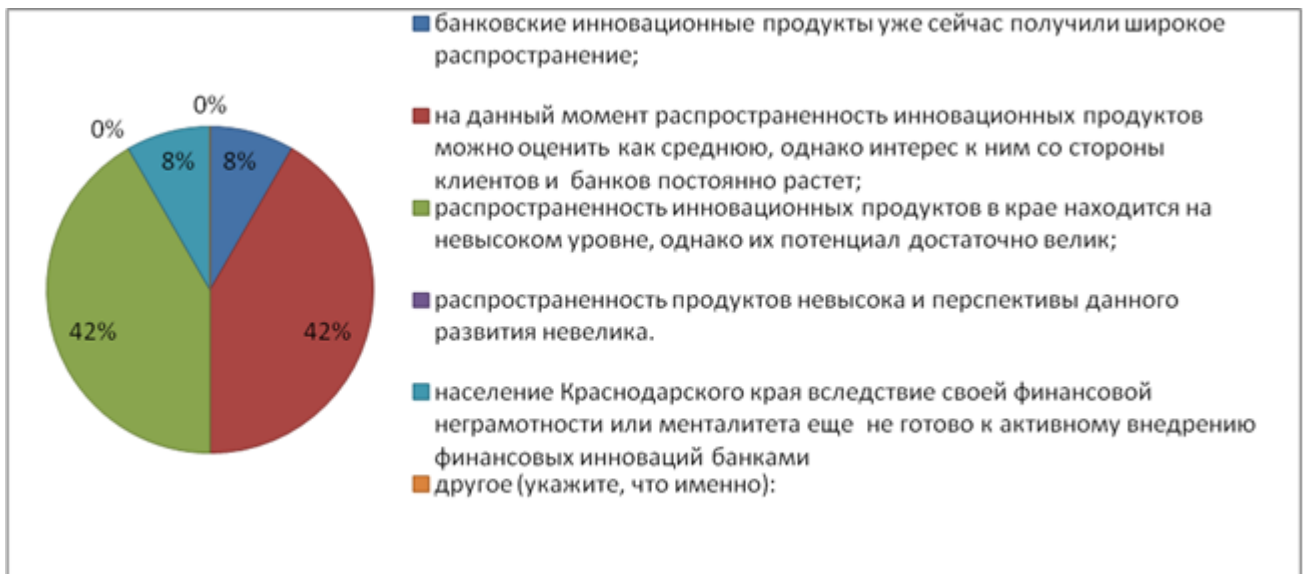 0%
0%
8%
8%
42%
42%
банковские инновационные продукты уже сейчас получили широкое
распространение;
на данный момент распространенность инновационных продуктов
можно оценить как среднюю, однако интерес к ним со стороны
клиентов и  банков постоянно растет;
распространенность инновационных продуктов в крае находится на
невысоком уровне, однако их потенциал достаточно велик;
распространенность продуктов невысока и перспективы данного
развития невелика.
население Краснодарского края вследствие своей финансовой
неграмотности или менталитета еще  не готово к активному внедрению
финансовых инноваций банками
другое (укажите, что именно):